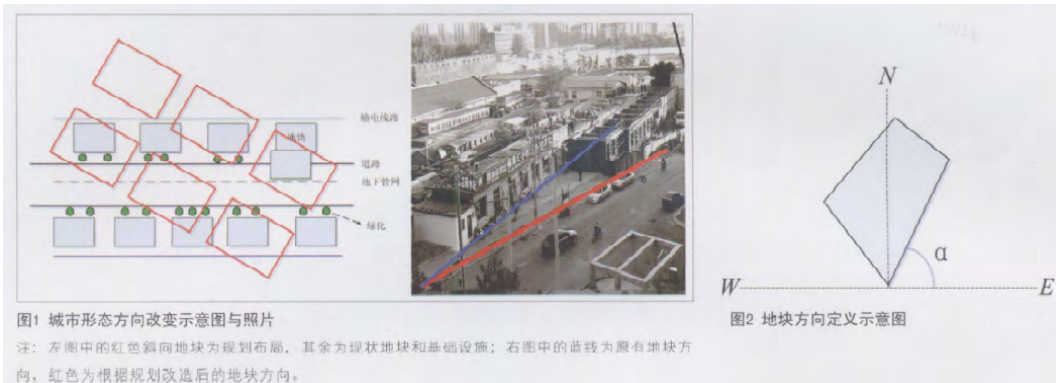 输电线路
地块
道路
地下管网
绿化
N
α
W
E
图1 城市形态方向改变示意图与照片
图2 地块方向定义示意图
注：左图中的红色斜向地块为规划布局，其余为现状地块和基础设施；右图中的蓝线为原有地块方
向，红色为根据规划改造后的地块方向。